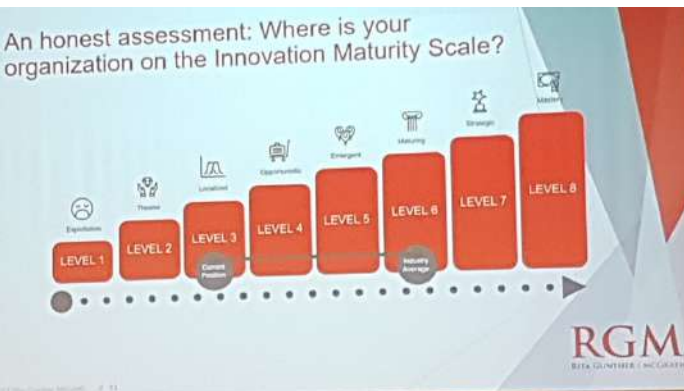 An honest assessment: Where is your
organization on the Innovation Maturity Scale?
Mastery
Strategic
Maturing
Emergent
Opportunistic
Localized
Theater
Exploitation
LEVEL 1
LEVEL 2
LEVEL 3
LEVEL 4
LEVEL 5
LEVEL 6
LEVEL 7
LEVEL 8
Current
Position
Industry
Average
RGM
RITA GUNTHER MCGRATH